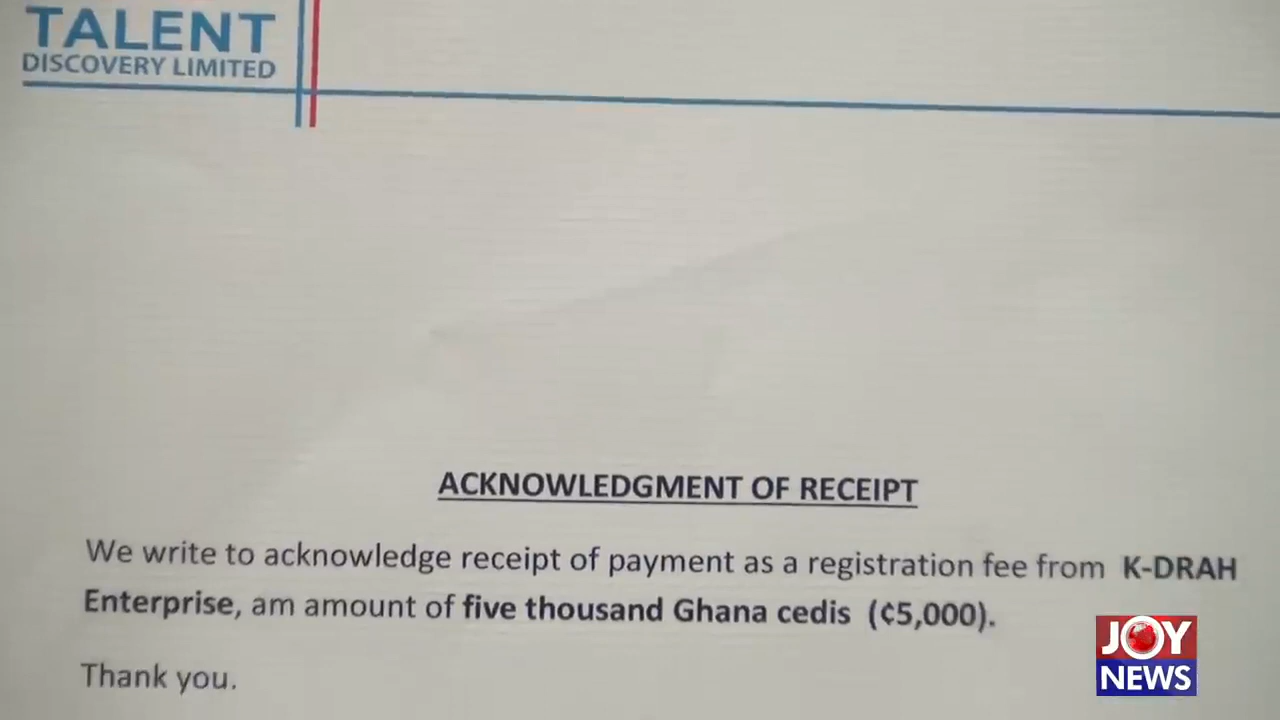 TALENT
DISCOVERY LIMITED
ACKNOWLEDGMENT OF RECEIPT
We write to acknowledge receipt of payment as a registration fee from K-DRAH
Enterprise, am amount of five thousand Ghana cedis (¢5,000).
Thank you.
JOY
NEWS